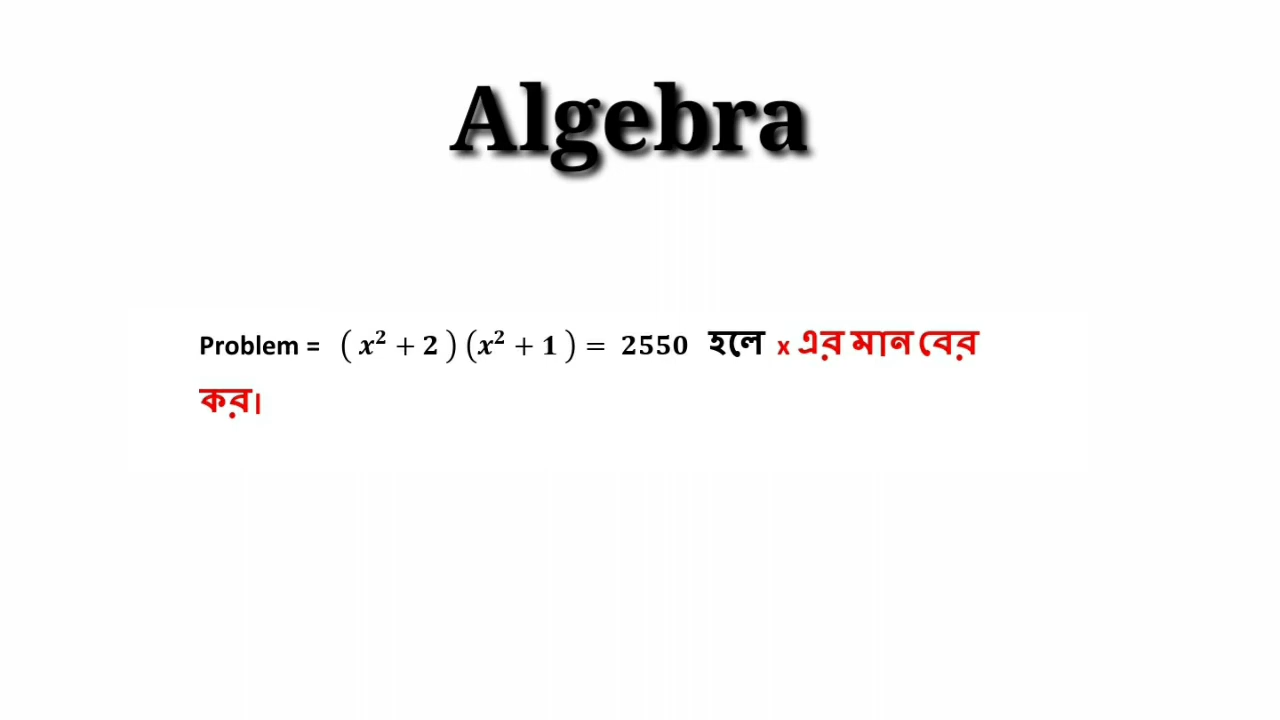 Algebra
Problem = ( x² + 2 ) (x² + 1 ) = 2550 হলে x এর মান বের
কর।